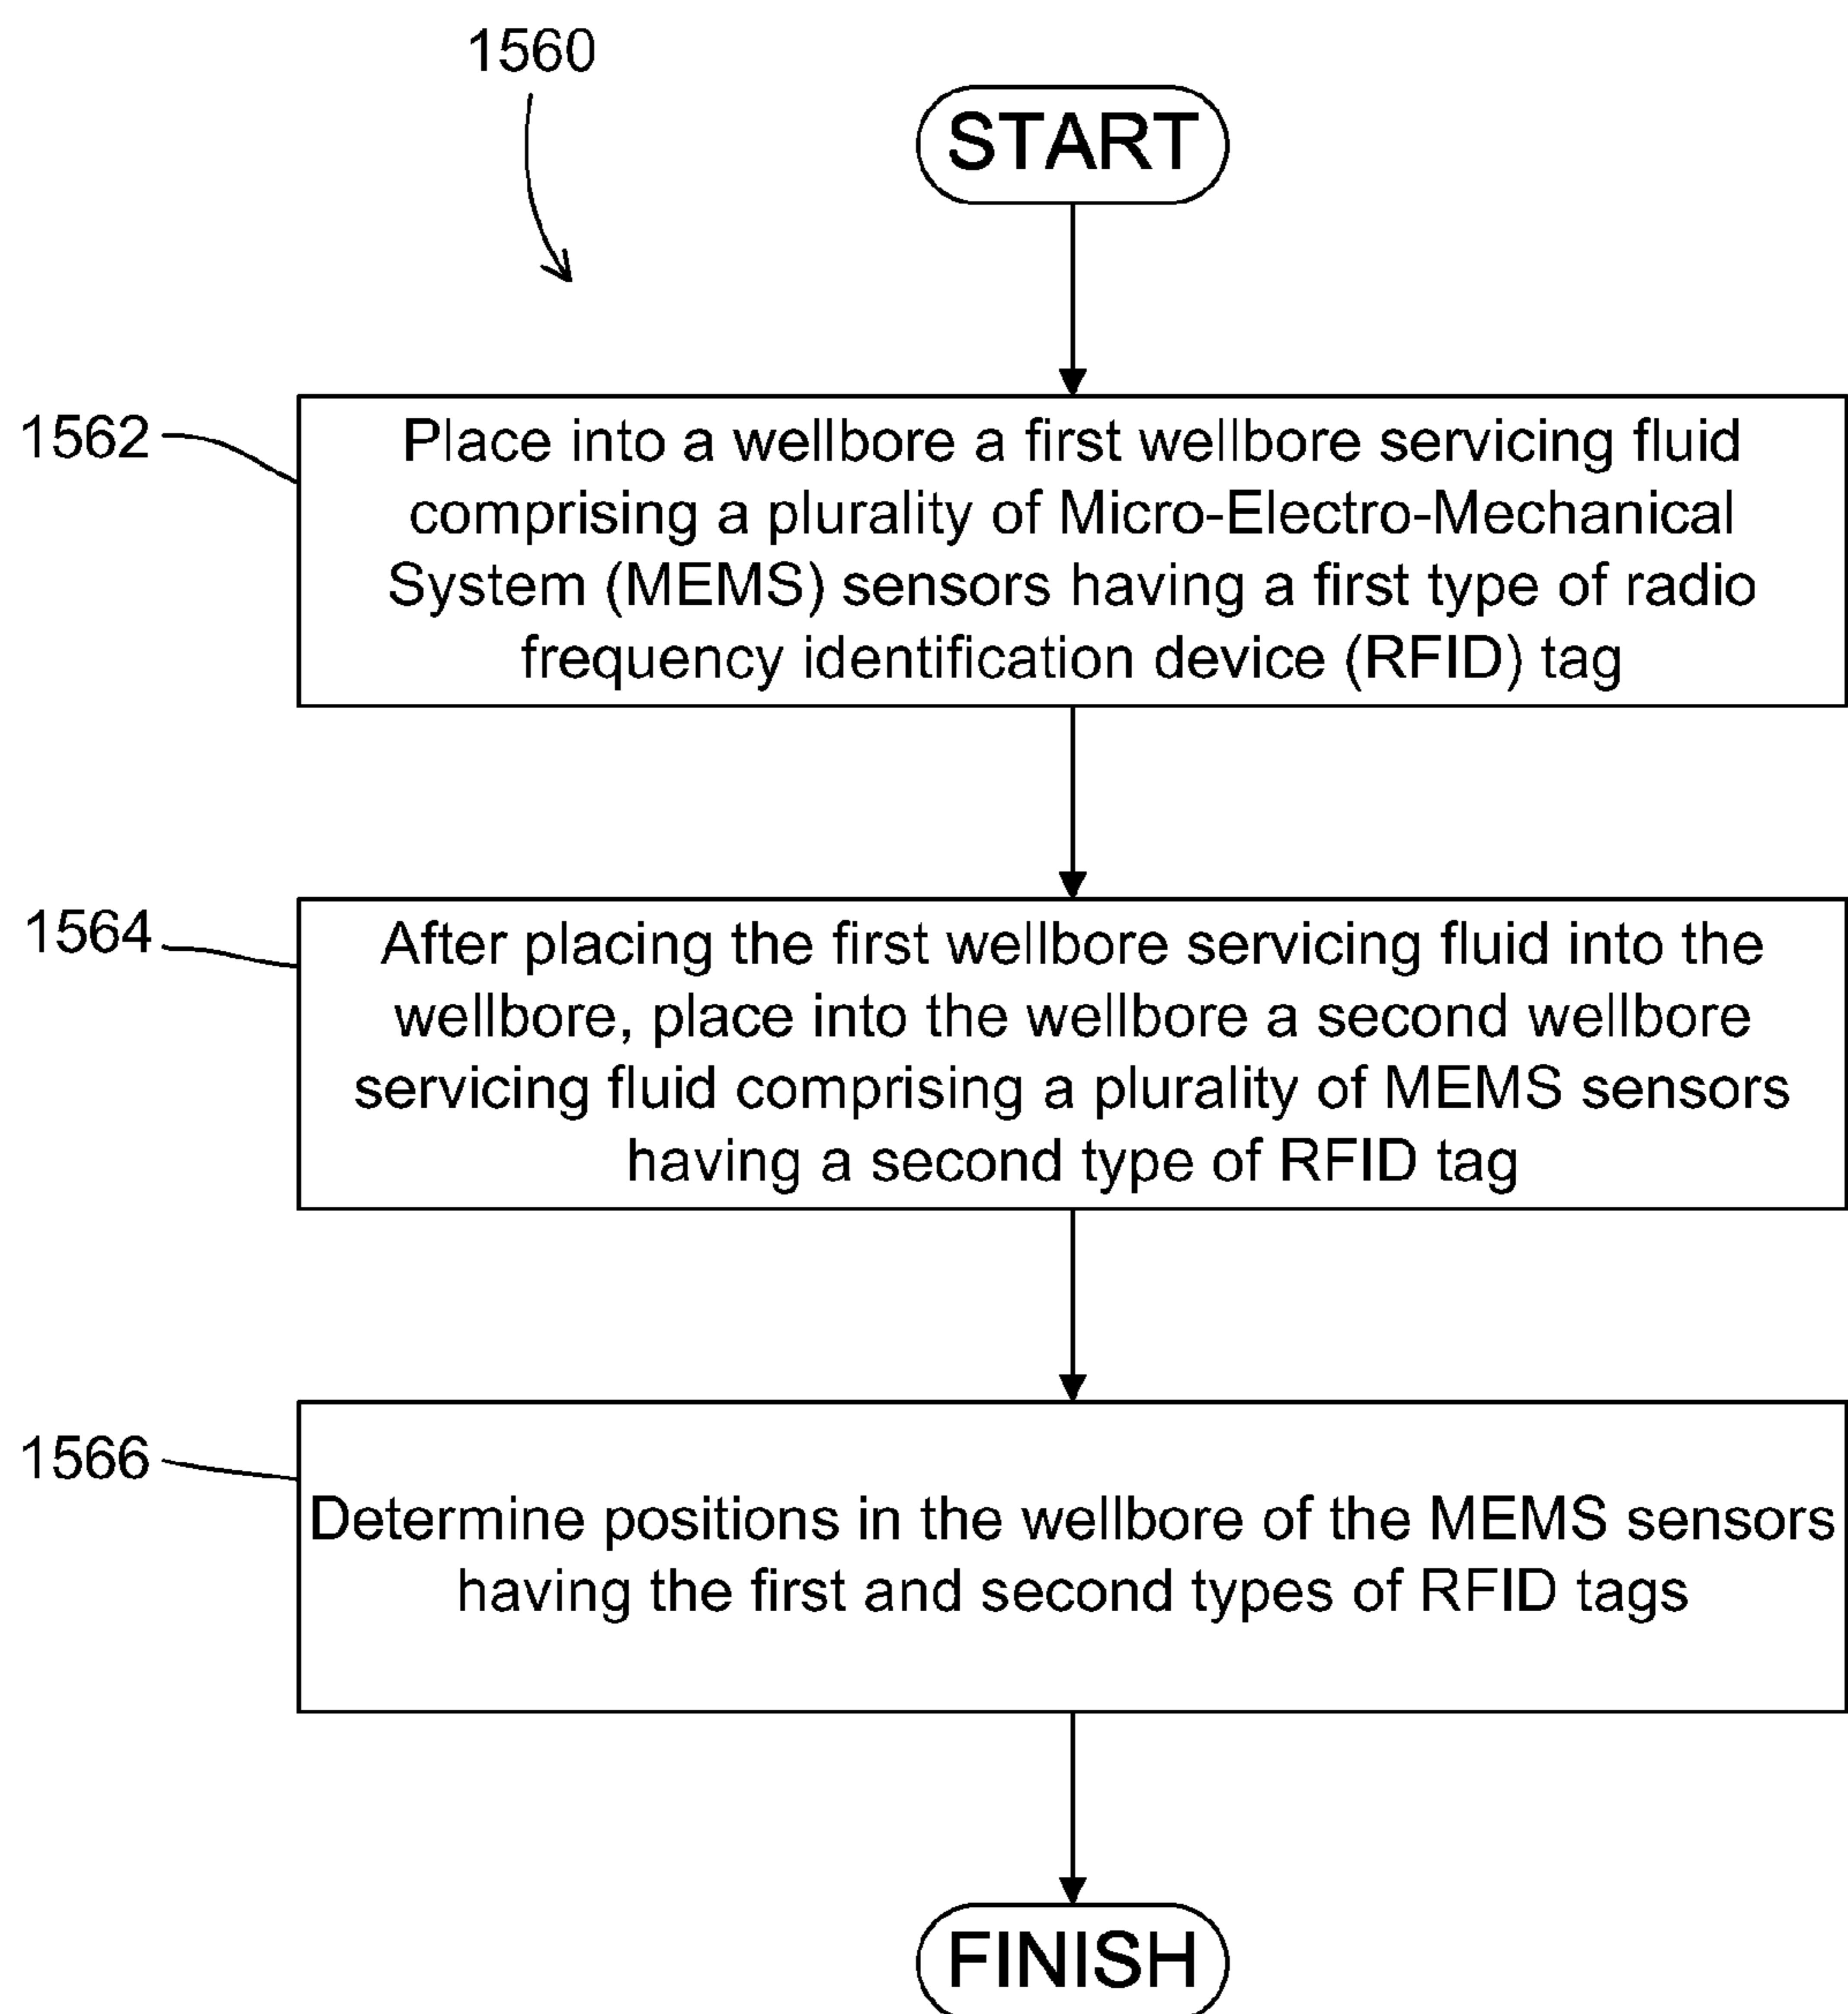 1560
START
1562
Place into a wellbore a first wellbore servicing fluid
comprising a plurality of Micro-Electro-Mechanical
System (MEMS) sensors having a first type of radio
frequency identification device (RFID) tag
1564
After placing the first wellbore servicing fluid into the
wellbore, place into the wellbore a second wellbore
servicing fluid comprising a plurality of MEMS sensors
having a second type of RFID tag
1566
Determine positions in the wellbore of the MEMS sensors
having the first and second types of RFID tags
FINISH